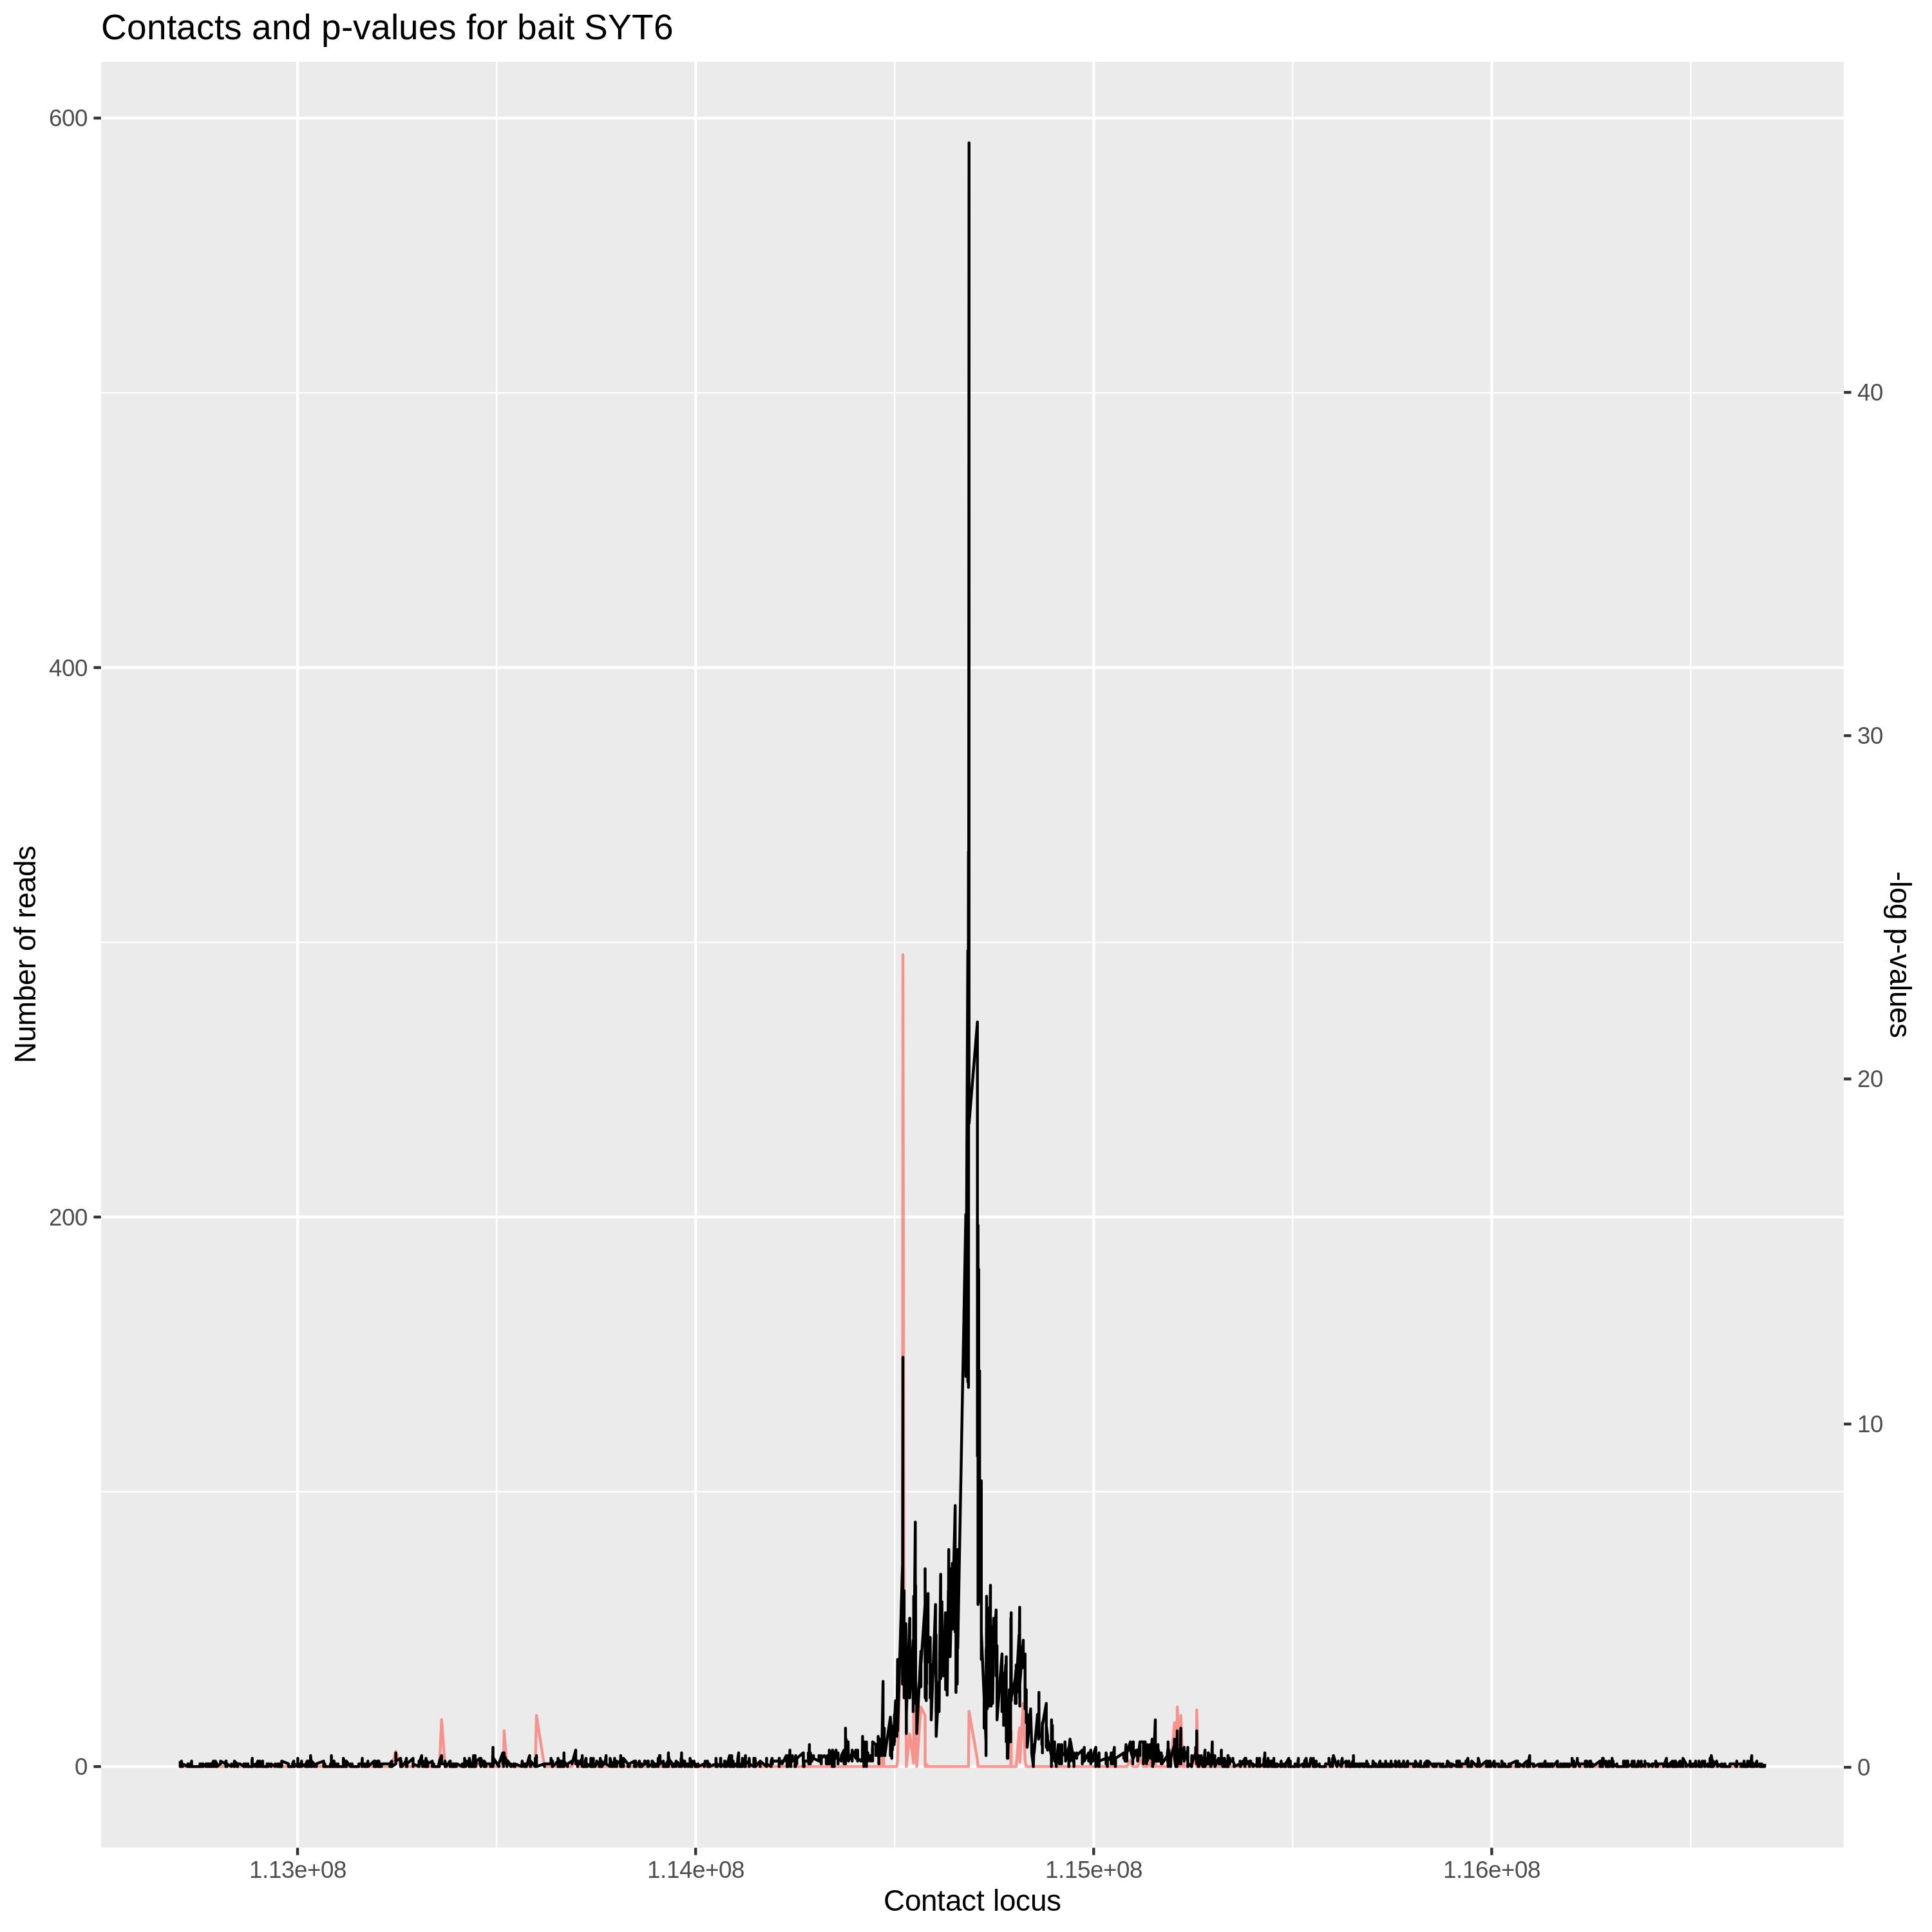 Contacts and p-values for bait SYT6
600
400
200
0
Number of reads
40
30
20
10
0
-log p-values
1.13e+08
1.14e+08
1.15e+08
1.16e+08
Contact locus